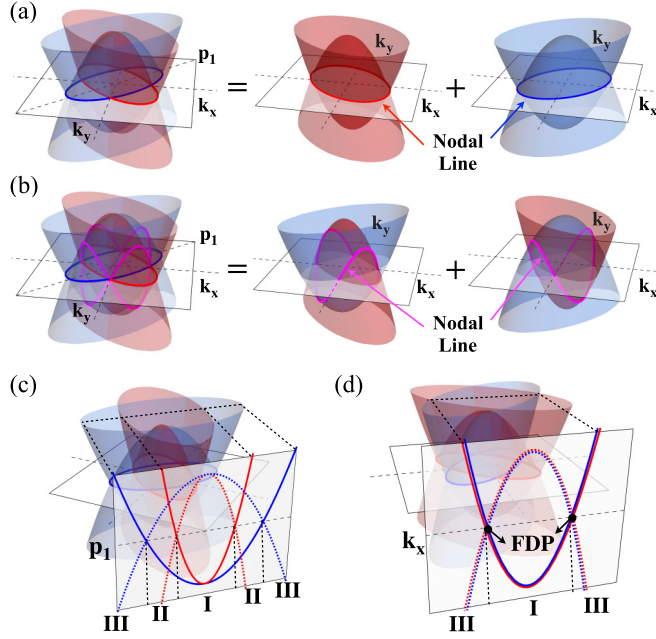 (a)
p1
kx
ky
=
ky
kx
+
ky
kx
Nodal
Line
(b)
p1
kx
ky
=
ky
kx
+
ky
kx
Nodal
Line
(c)
p1
III
II
I
II
III
(d)
kx
FDP
III
I
III